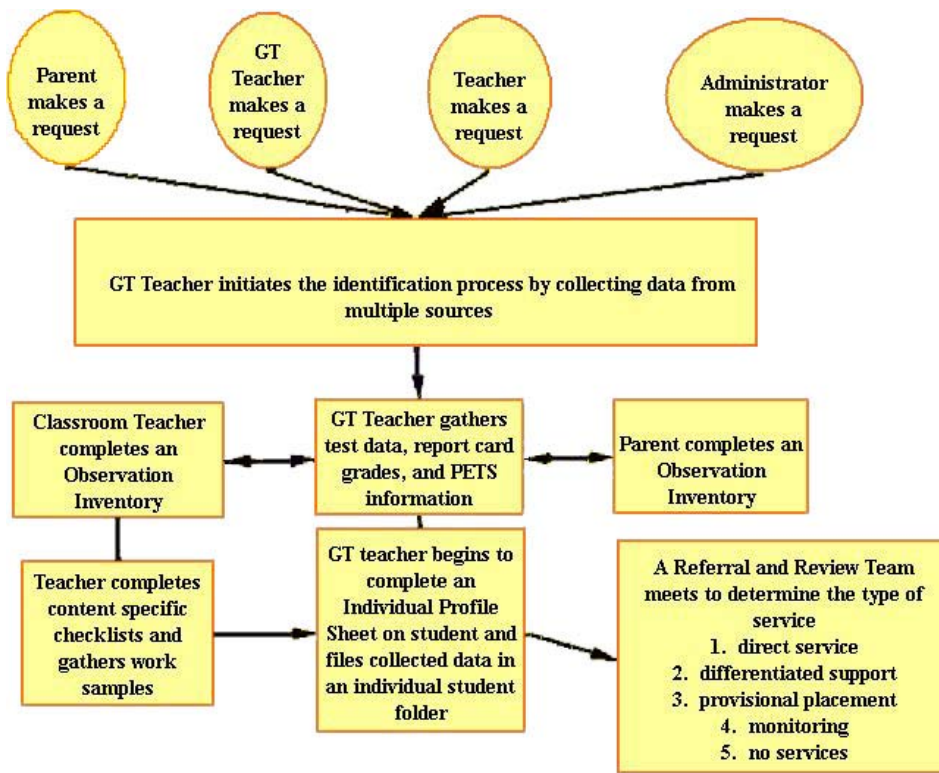 Parent
makes a
request
GT
Teacher
makes a
request
Teacher
makes a
request
Administrator
makes a
request
GT Teacher initiates the identification process by collecting data from
multiple sources
Classroom Teacher
completes an
Observation
Inventory
GT Teacher gathers
test data, report card
grades, and PETS
information
Parent completes an
Observation
Inventory
Teacher completes
content specific
checklists and
gathers work
samples
GT teacher begins to
complete an
Individual Profile
Sheet on student and
files collected data in
an individual student
folder
A Referral and Review Team
meets to determine the type of
service
1. direct service
2. differentiated support
3. provisional placement
4. monitoring
5. no services